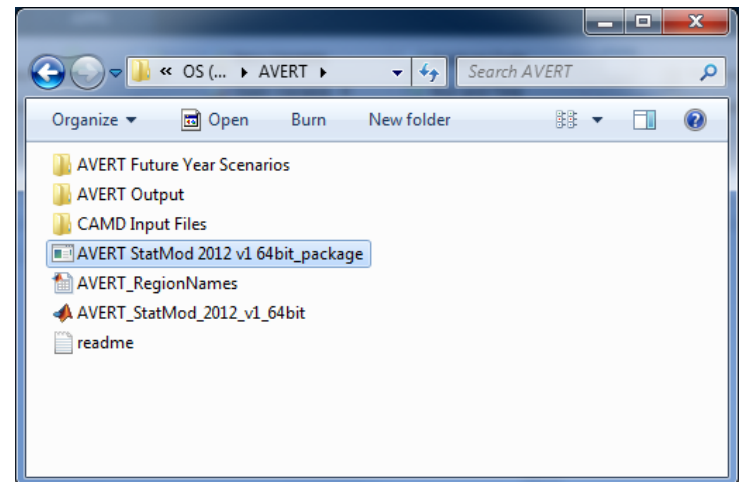 « OS (... ▸ AVERT ▸ Search AVERT
Organize Open Burn New folder
AVERT Future Year Scenarios
AVERT Output
CAMD Input Files
AVERT StatMod 2012 v1 64bit_package
AVERT_RegionNames
AVERT_StatMod_2012_v1_64bit
readme